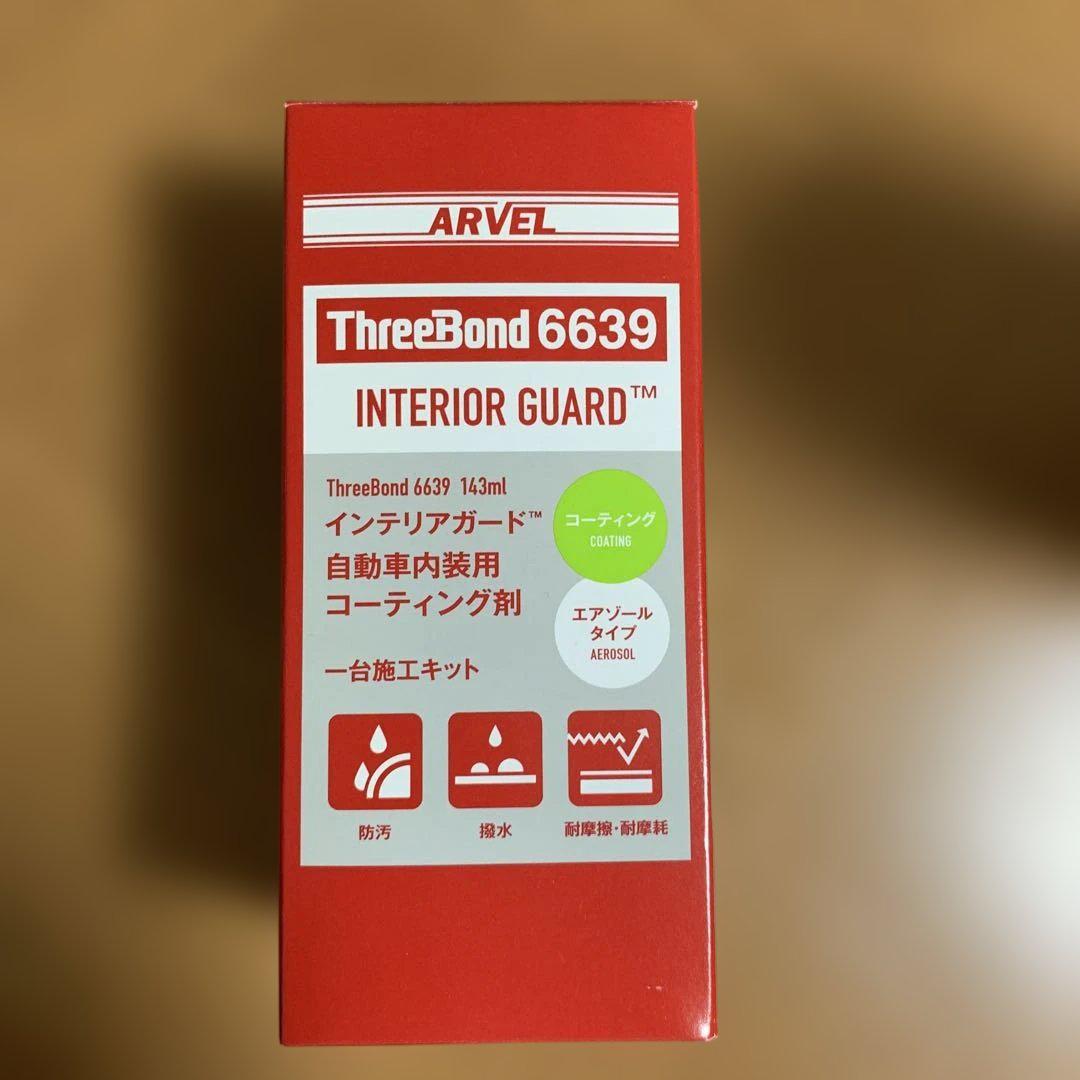 ARVEL
ThreeBond 6639
INTERIOR GUARD™
ThreeBond 6639 143ml
インテリアガード™
自動車内装用
コーティング剤
コーティング
COATING
エアゾール
タイプ
AEROSOL
一台施工キット
防汚
撥水
耐摩擦・耐摩耗